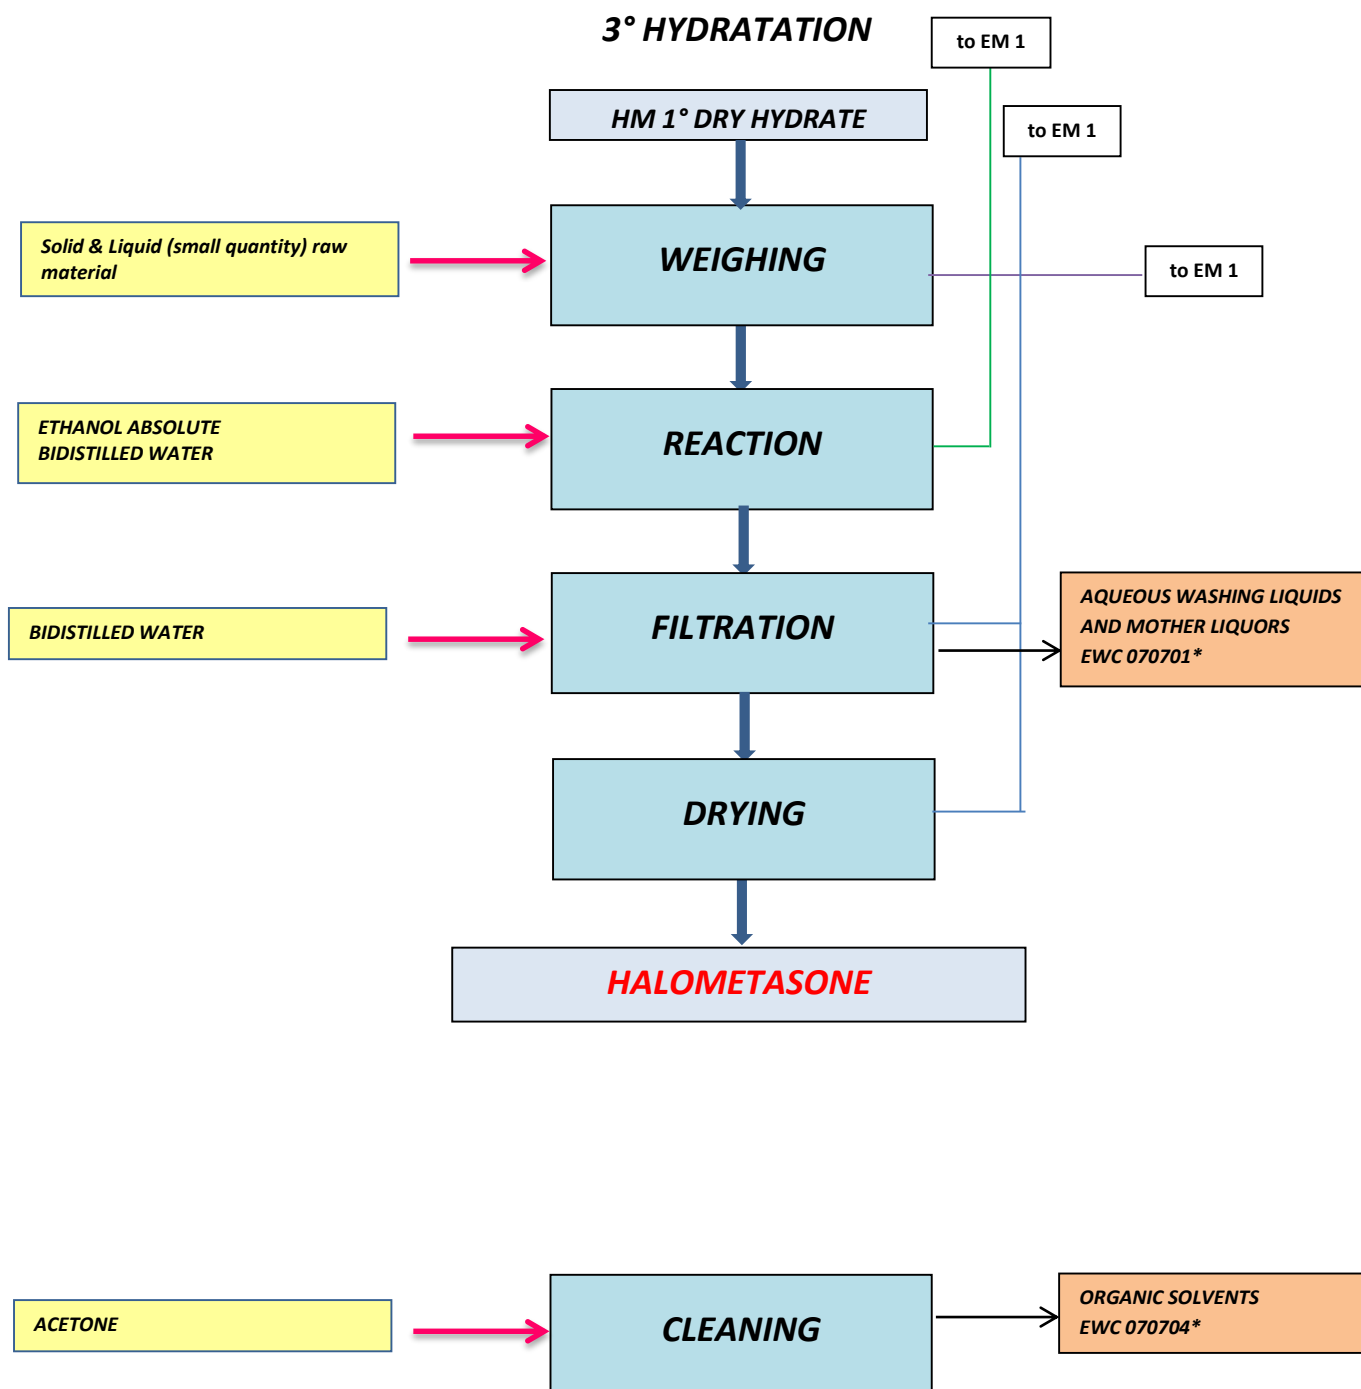 3° HYDRATATION
to EM 1
HM 1° DRY HYDRATE
to EM 1
Solid & Liquid (small quantity) raw
material
WEIGHING
to EM 1
ETHANOL ABSOLUTE
BIDISTILLED WATER
REACTION
BIDISTILLED WATER
FILTRATION
AQUEOUS WASHING LIQUIDS
AND MOTHER LIQUORS
EWC 070701*
DRYING
HALOMETASONE
ACETONE
CLEANING
ORGANIC SOLVENTS
EWC 070704*